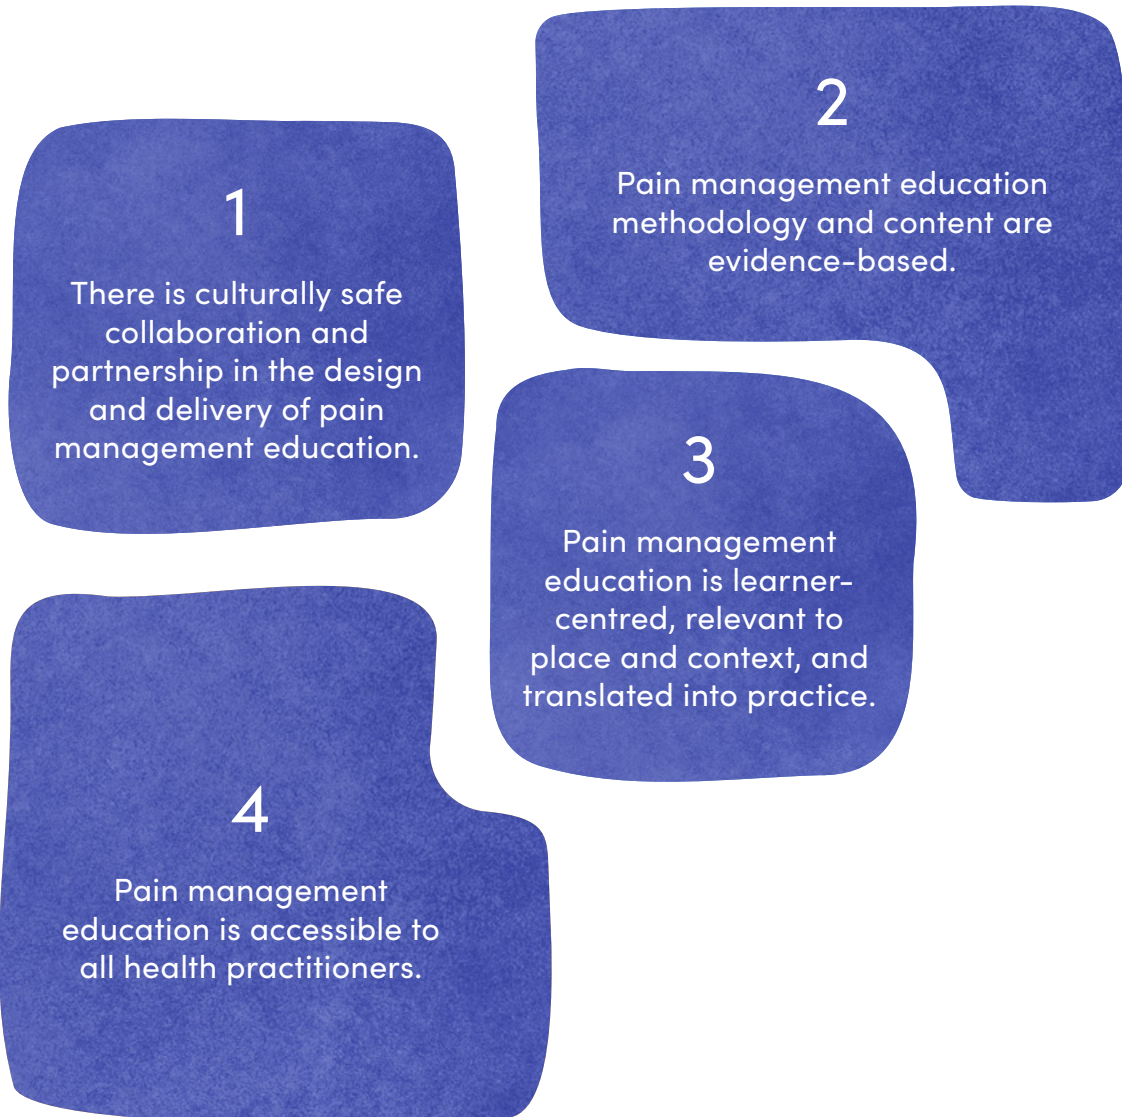 1
There is culturally safe
collaboration and
partnership in the design
and delivery of pain
management education.
2
Pain management education
methodology and content are
evidence-based.
3
Pain management
education is learner-
centred, relevant to
place and context, and
translated into practice.
4
Pain management
education is accessible to
all health practitioners.